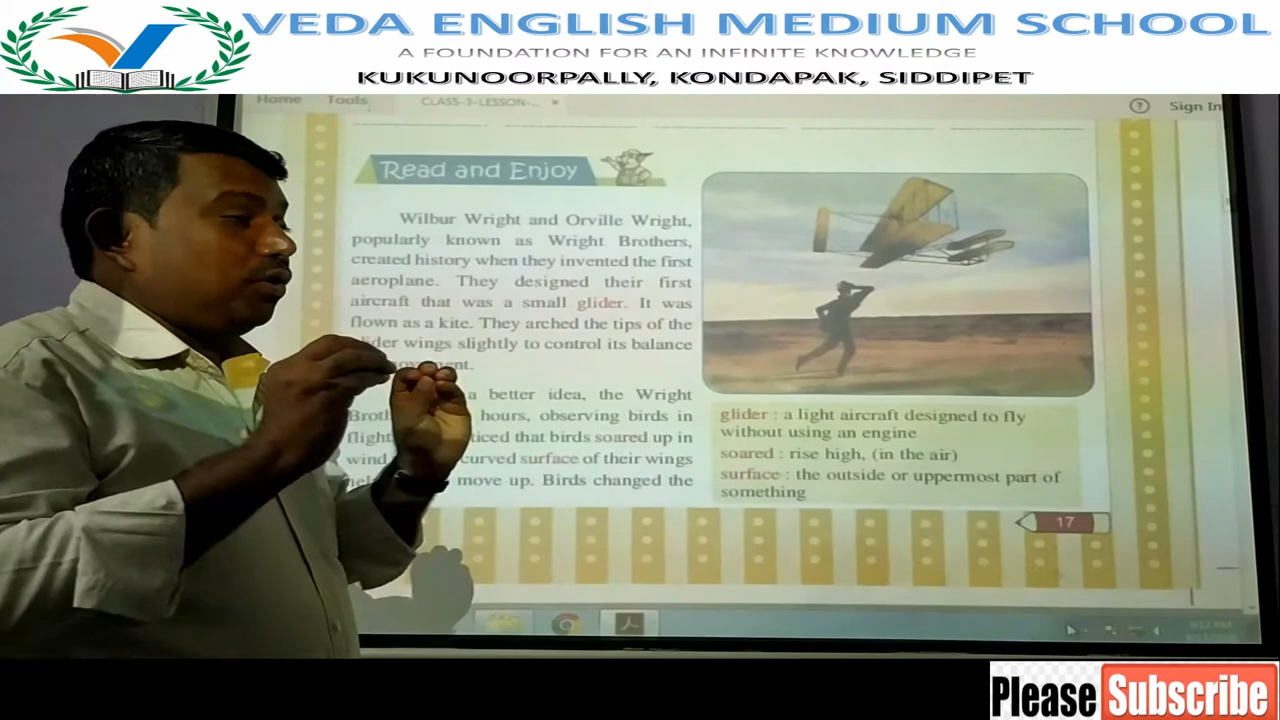 VEDA ENGLISH MEDIUM SCHOOL
A FOUNDATION FOR AN INFINITE KNOWLEDGE
KUKUNOORPALLY, KONDAPAK, SIDDIPET
Home Tools CLASS-3-LESSON-... × ? Sign In
Read and Enjoy
Wilbur Wright and Orville Wright,
popularly known as Wright Brothers,
created history when they invented the first
aeroplane. They designed their first
aircraft that was a small glider. It was
flown as a kite. They arched the tips of the
wings slightly to control its balance
a better idea, the Wright
hours, observing birds in
that birds soared up in
wind curved surface of their wings
move up. Birds changed the
glider : a light aircraft designed to fly
without using an engine
soared : rise high, (in the air)
surface : the outside or uppermost part of
something
17
Please Subscribe